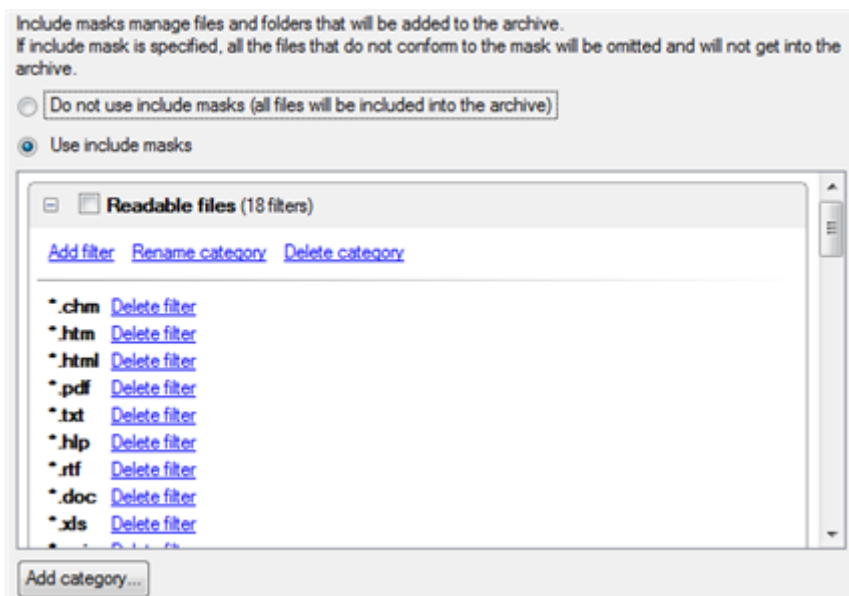 Include masks manage files and folders that will be added to the archive.
If include mask is specified, all the files that do not conform to the mask will be omitted and will not get into the
archive.
Do not use include masks (all files will be included into the archive)
Use include masks
Readable files (18 filters)
Add filter Rename category Delete category
*.chm Delete filter
*.htm Delete filter
*.html Delete filter
*.pdf Delete filter
*.txt Delete filter
*.hlp Delete filter
*.rtf Delete filter
*.doc Delete filter
*.xls Delete filter
Add category...